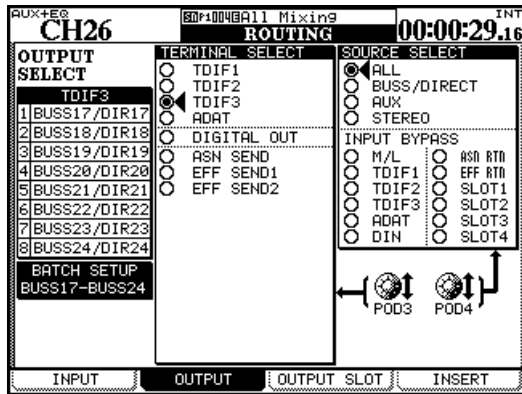 AUX+EQ
CH26
All Mixing
ROUTING
INT
00:00:29.16
OUTPUT
SELECT
TDIF3
1 BUSS17/DIR17
2 BUSS18/DIR18
3 BUSS19/DIR19
4 BUSS20/DIR20
5 BUSS21/DIR21
6 BUSS22/DIR22
7 BUSS23/DIR23
8 BUSS24/DIR24
BATCH SETUP
BUSS17-BUSS24
TERMINAL SELECT
TDIF1
TDIF2
TDIF3
ADAT
DIGITAL OUT
ASN SEND
EFF SEND1
EFF SEND2
SOURCE SELECT
ALL
BUSS/DIRECT
AUX
STEREO
INPUT BYPASS
M/L
TDIF1
TDIF2
TDIF3
ADAT
DIN
ASN RTN
EFF RTN
SLOT1
SLOT2
SLOT3
SLOT4
POD3
POD4
INPUT
OUTPUT
OUTPUT SLOT
INSERT